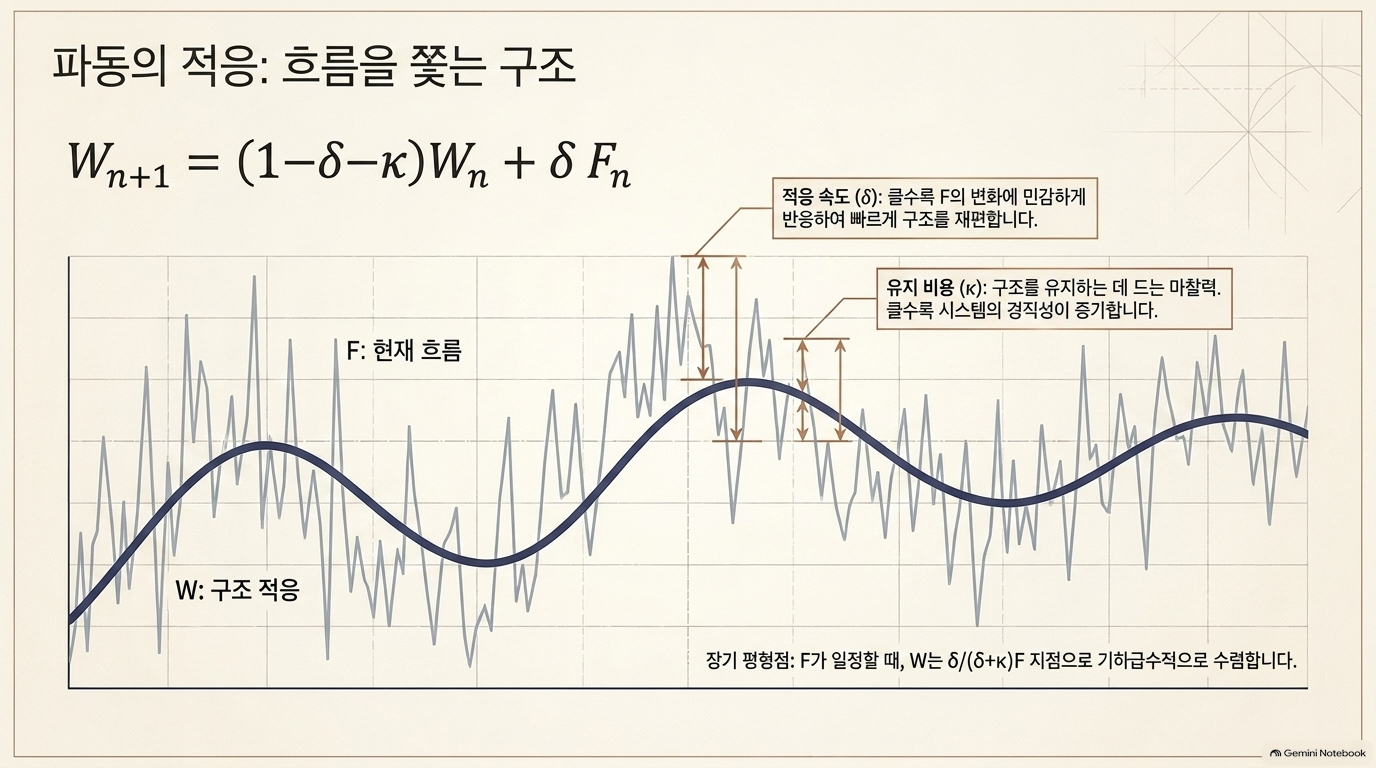 파동의 적응: 흐름을 쫓는 구조
Wₙ₊₁ = (1−δ−κ)Wₙ + δ Fₙ
적응 속도 (δ): 클수록 F의 변화에 민감하게
반응하여 빠르게 구조를 재편합니다.
유지 비용 (κ): 구조를 유지하는 데 드는 마찰력.
클수록 시스템의 경직성이 증기합니다.
F: 현재 흐름
W: 구조 적응
장기 평형점: F가 일정할 때, W는 δ/(δ+κ)F 지점으로 기하급수적으로 수렴합니다.
Gemini Notebook